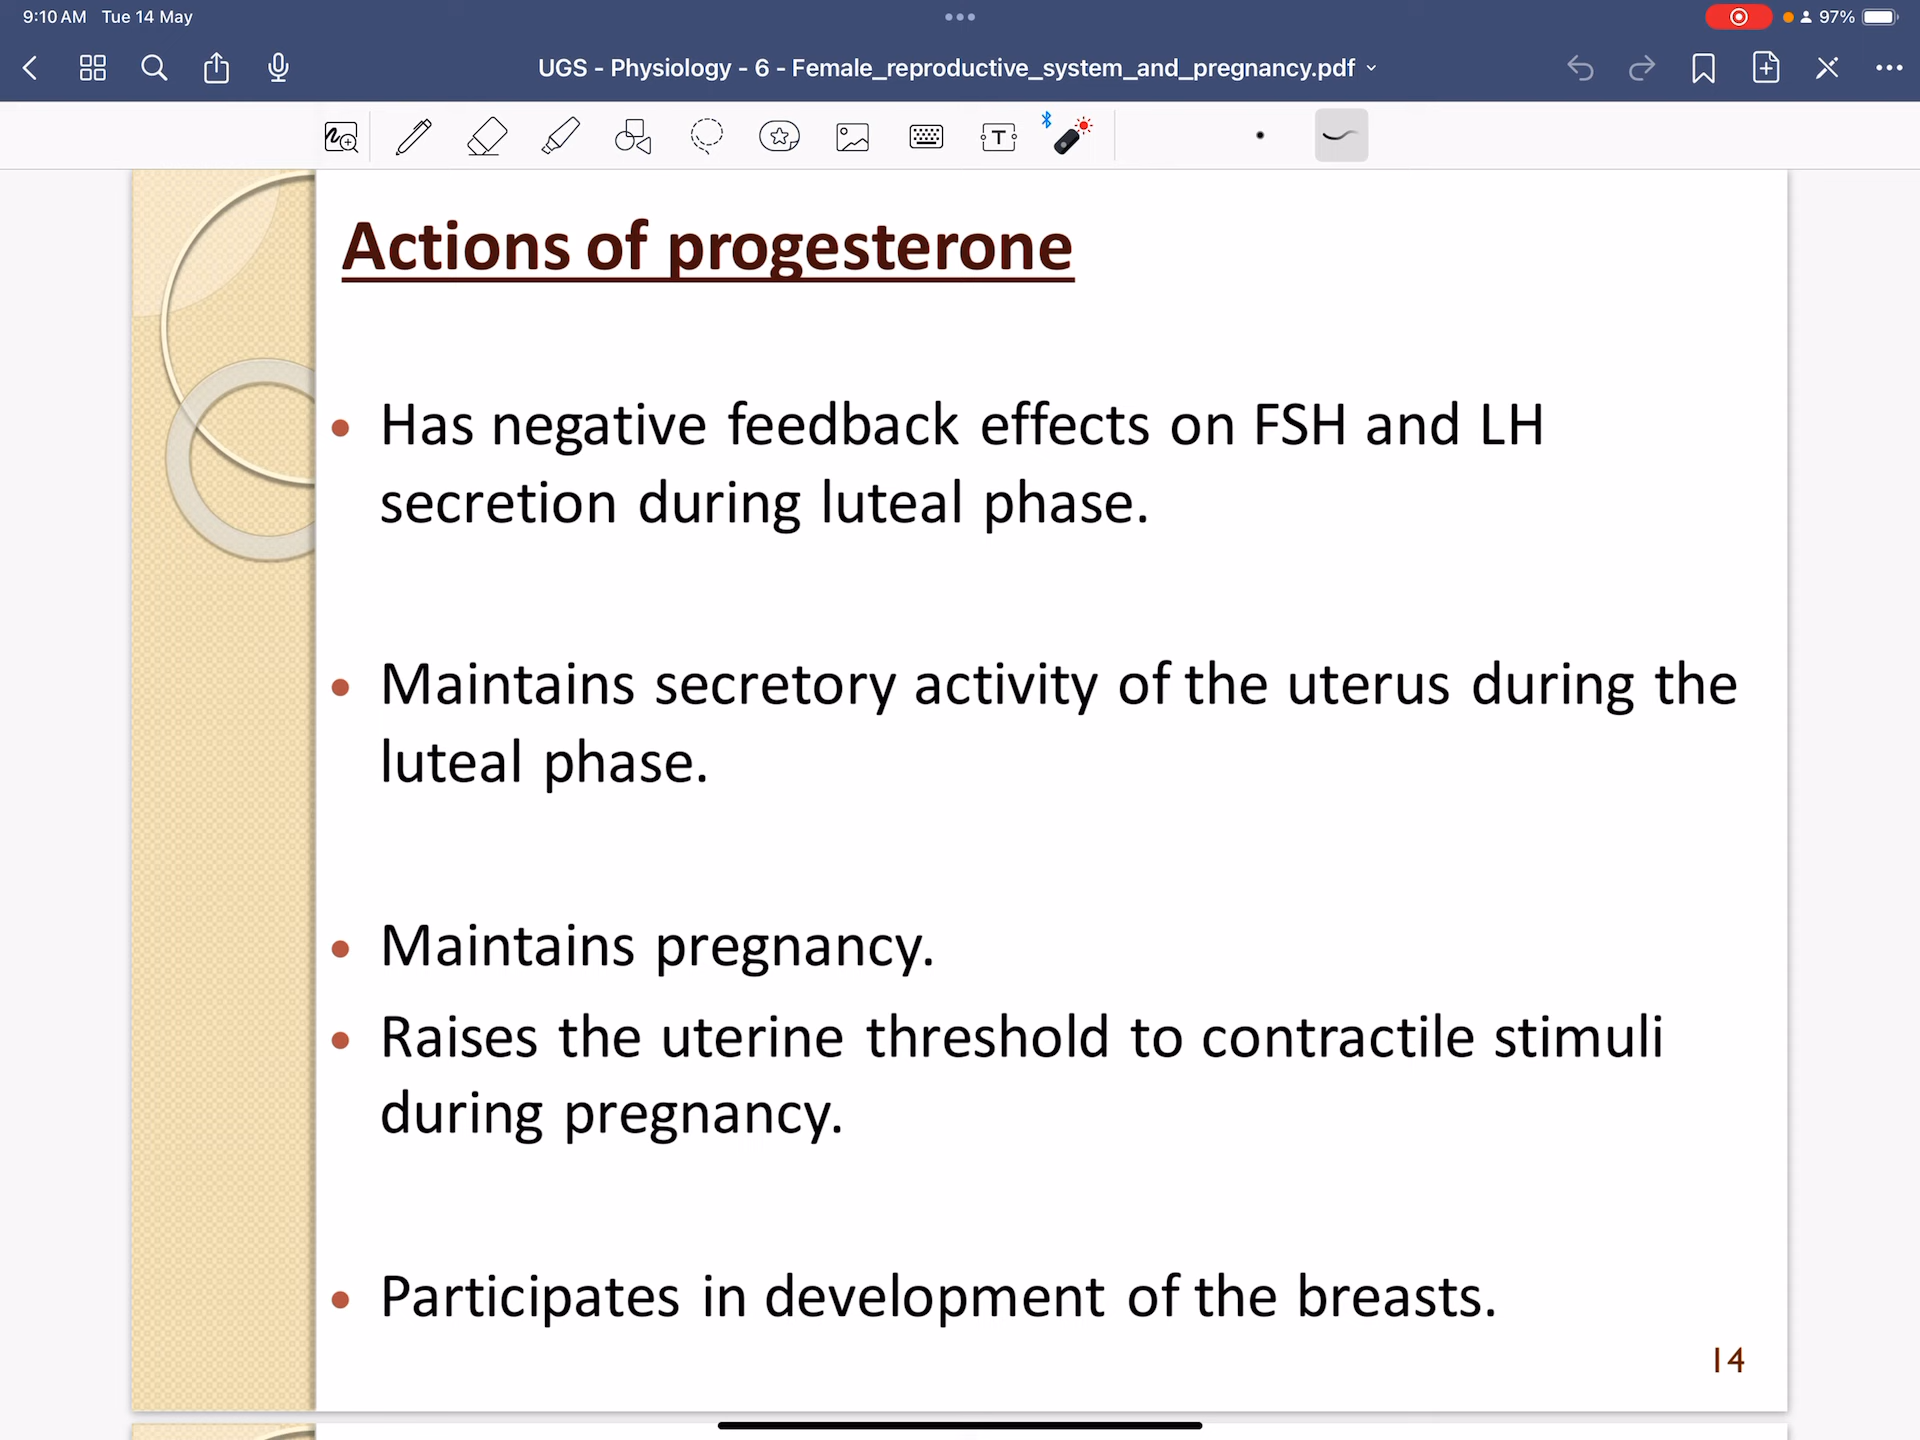 9:10 AM Tue 14 May
97%
UGS - Physiology - 6 - Female_reproductive_system_and_pregnancy.pdf
T
Actions of progesterone
• Has negative feedback effects on FSH and LH
secretion during luteal phase.
• Maintains secretory activity of the uterus during the
luteal phase.
• Maintains pregnancy.
• Raises the uterine threshold to contractile stimuli
during pregnancy.
• Participates in development of the breasts.
14